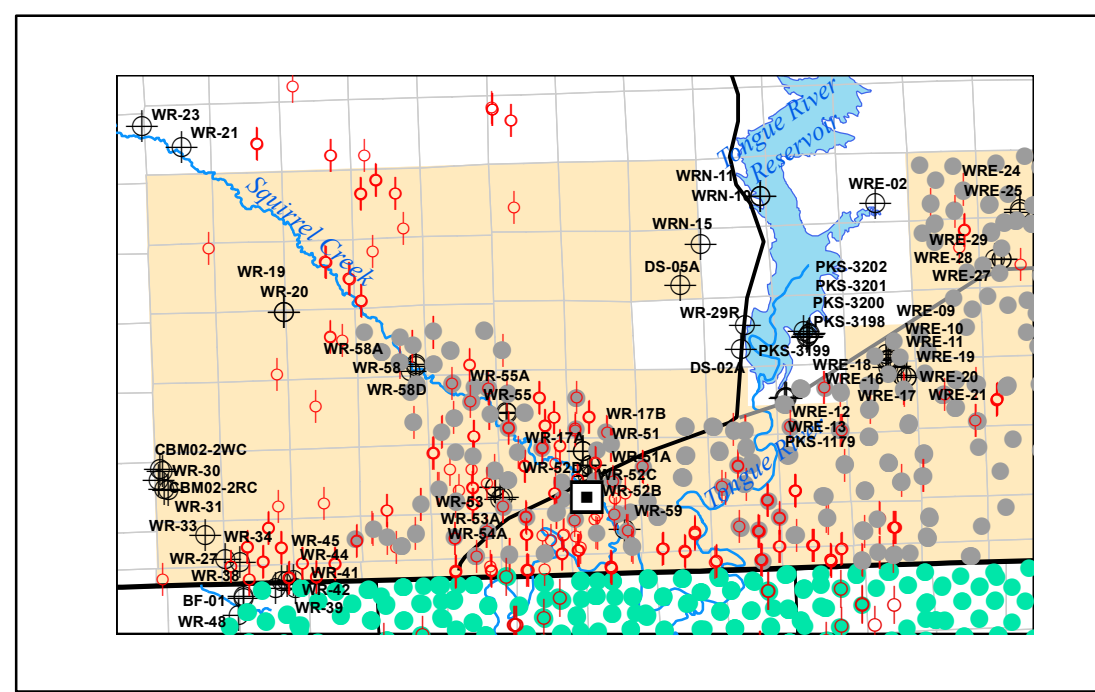 WR-23
WR-21
Squirrel Creek
Tongue River
Reservoir
WRN-11
WRN-10
WRE-02
WRE-24
WRE-25
WRN-15
WRE-29
WRE-28
WRE-27
WR-19
WR-20
DS-05A
PKS-3202
PKS-3201
PKS-3200
PKS-3198
WR-29R
PKS-3199
DS-02A
WRE-09
WRE-10
WRE-11
WRE-18
WRE-19
WRE-16
WRE-20
WRE-17
WRE-21
WR-58A
WR-58
WR-58D
WR-55A
WR-55
WRE-12
WRE-13
PKS-1179
Tongue River
WR-17B
WR-51
WR-17A
WR-51A
WR-52D
WR-52C
WR-52B
WR-53
WR-53A
WR-54A
WR-59
CBM02-2WC
WR-30
CBM02-2RC
WR-31
WR-33
WR-34
WR-45
WR-44
WR-27
WR-38
WR-41
WR-42
BF-01
WR-39
WR-48